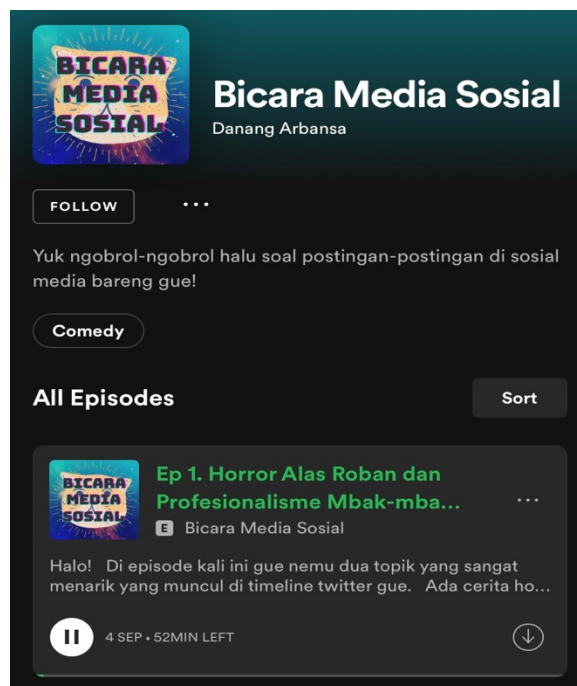 BICARA
MEDIA
SOSIAL
Bicara Media Sosial
Danang Arbansa
FOLLOW
Yuk ngobrol-ngobrol halu soal postingan-postingan di sosial
media bareng gue!
Comedy
All Episodes
Sort
BICARA
MEDIA
SOSIAL
Ep 1. Horror Alas Roban dan
Profesionalisme Mbak-mba...
E Bicara Media Sosial
Halo! Di episode kali ini gue nemu dua topik yang sangat
menarik yang muncul di timeline twitter gue. Ada cerita ho...
4 SEP • 52MIN LEFT